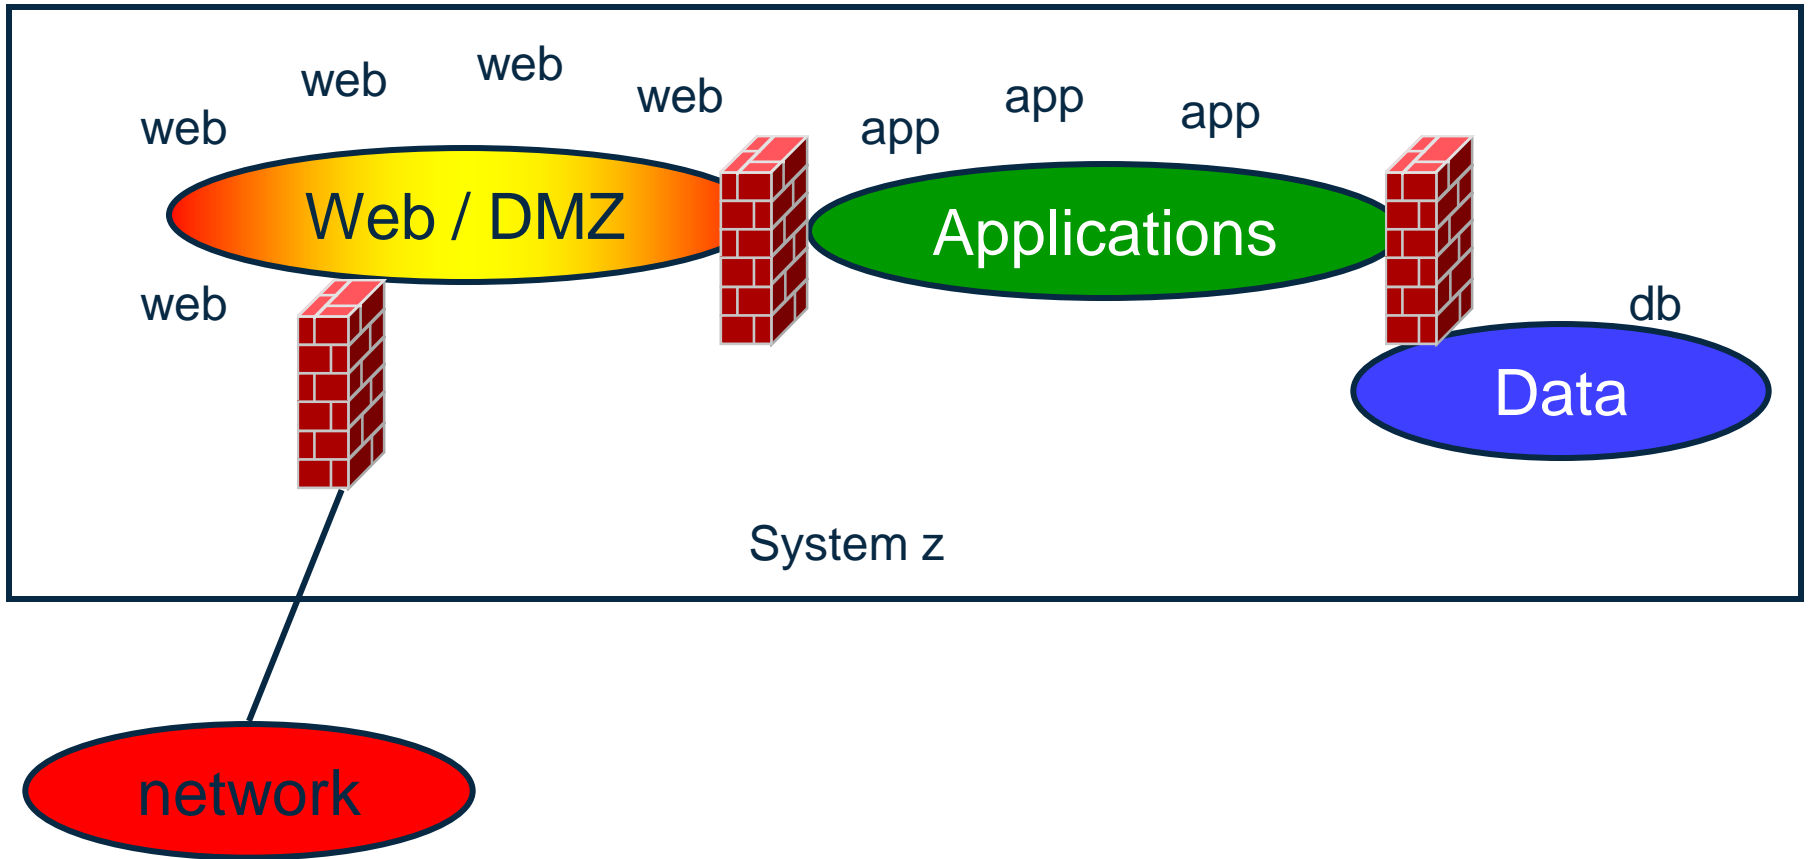 web
web
web
web
app
app
app
Web / DMZ
Applications
web
db
Data
System z
network